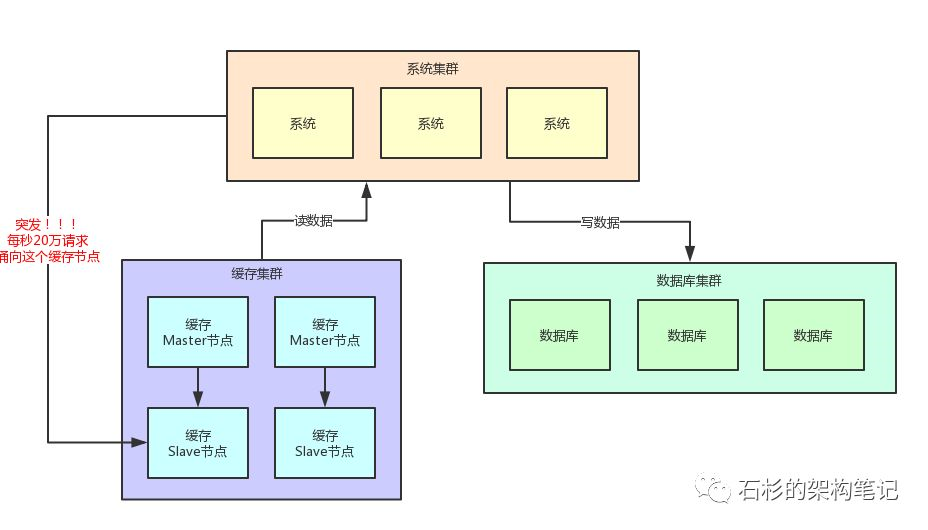 系统集群
系统
系统
系统
读数据
写数据
突发！！！
每秒20万请求
涌向这个缓存节点
缓存集群
缓存
Master节点
缓存
Master节点
缓存
Slave节点
缓存
Slave节点
数据库集群
数据库
数据库
数据库
石杉的架构笔记